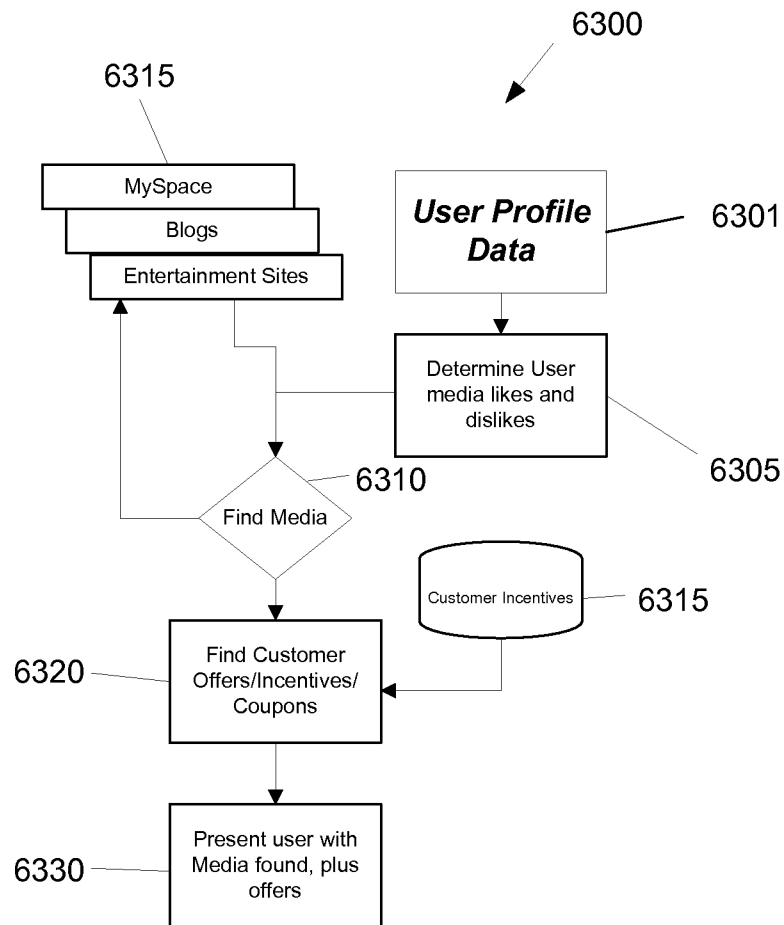 6300
6315
MySpace
Blogs
Entertainment Sites
User Profile
Data
6301
Determine User
media likes and
dislikes
6305
6310
Find Media
Customer Incentives
6315
6320
Find Customer
Offers/Incentives/
Coupons
6330
Present user with
Media found, plus
offers